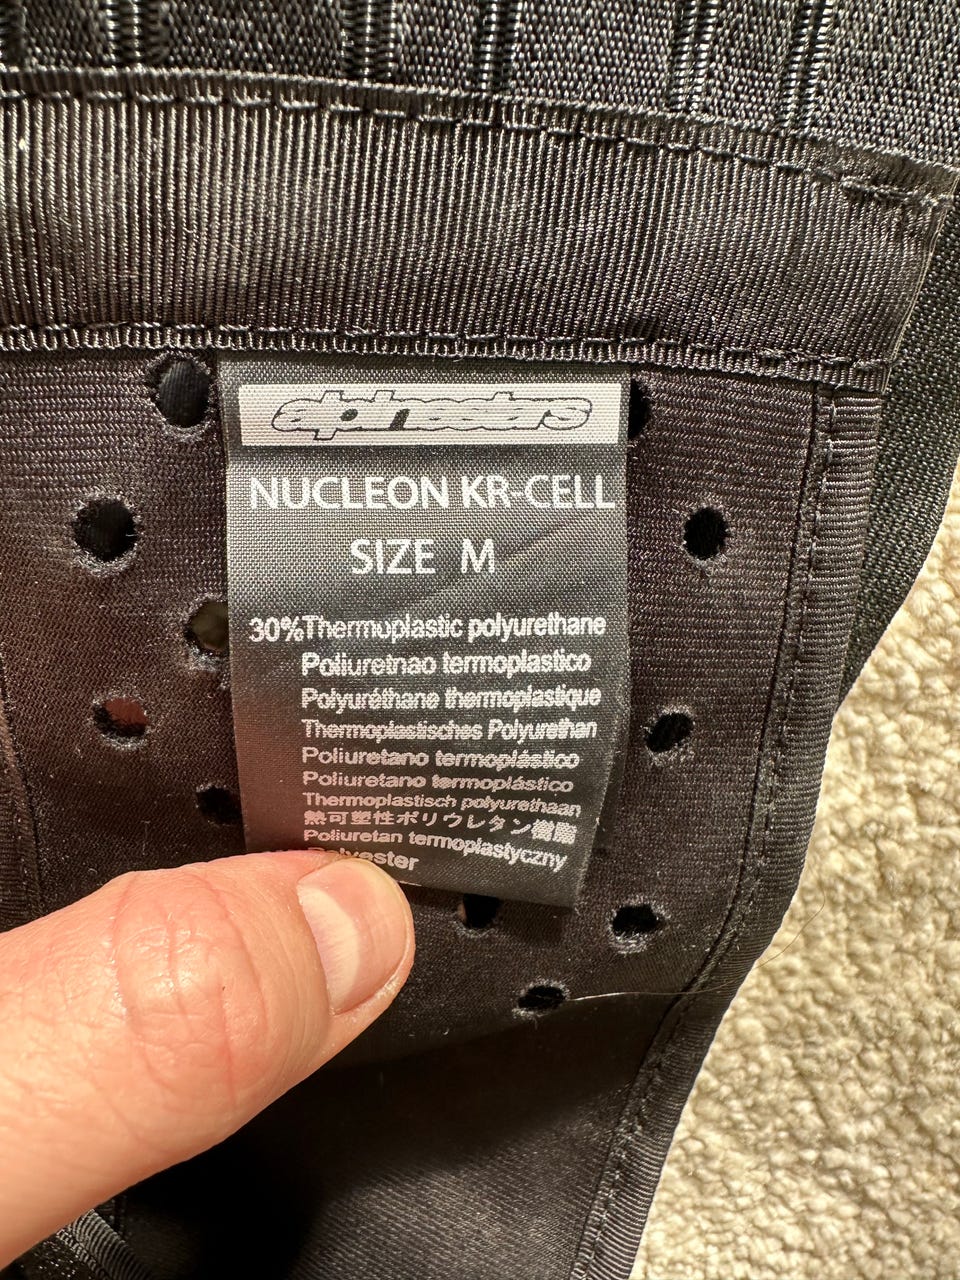 alpinestars
NUCLEON KR-CELL
SIZE M
30%Thermoplastic polyurethane
Poliuretnao termoplastico
Polyuréthane thermoplastique
Thermoplastisches Polyurethan
Poliuretano termoplástico
Poliuretano termoplástico
Thermoplastisch polyurethaan
熱可塑性ポリウレタン樹脂
Poliuretan termoplastyczny
Polyester